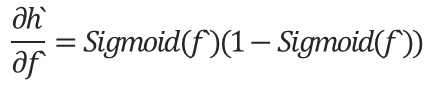 ∂h` / ∂f` = Sigmoid(f`)(1 − Sigmoid(f`))